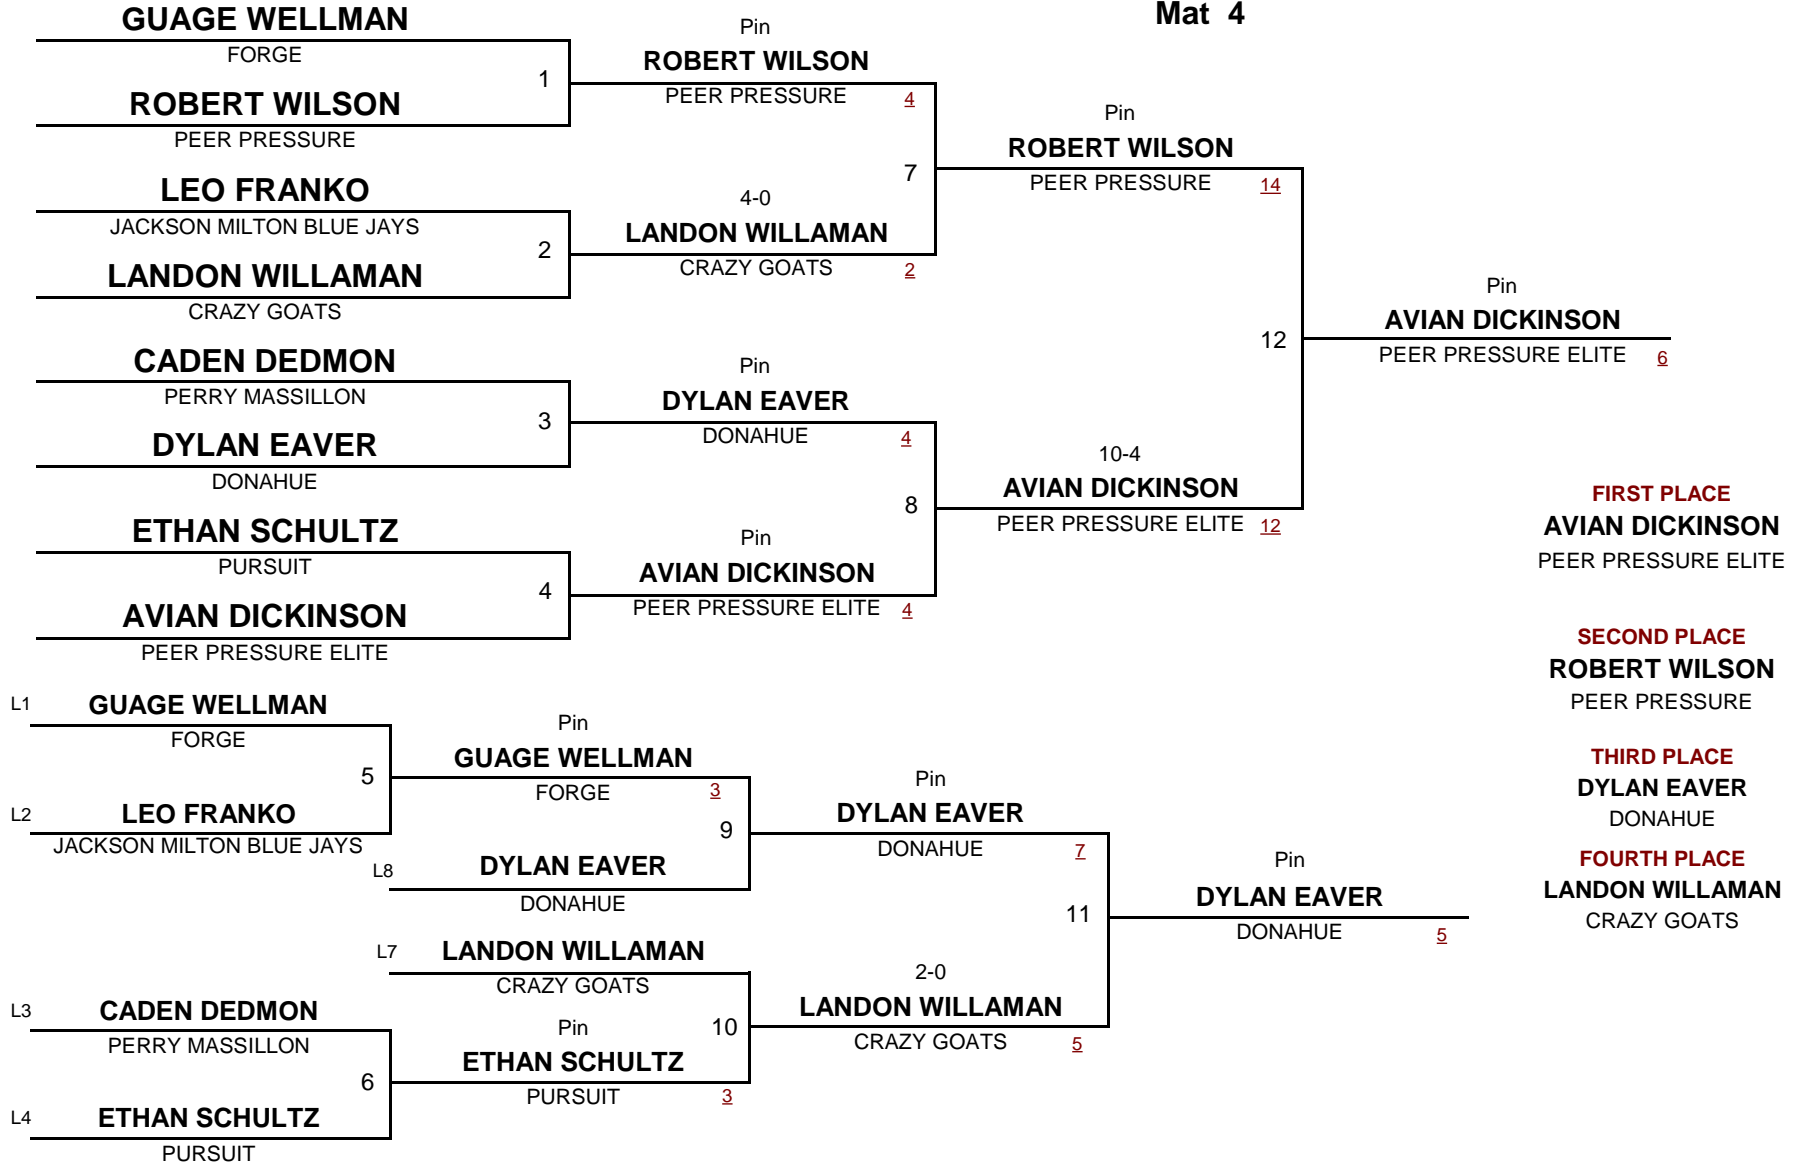 Mat 4
GUAGE WELLMAN
FORGE
1
ROBERT WILSON
PEER PRESSURE
LEO FRANKO
JACKSON MILTON BLUE JAYS
2
LANDON WILLAMAN
CRAZY GOATS
CADEN DEDMON
PERRY MASSILLON
3
DYLAN EAVER
DONAHUE
ETHAN SCHULTZ
PURSUIT
4
AVIAN DICKINSON
PEER PRESSURE ELITE
Pin
ROBERT WILSON
PEER PRESSURE 4
7
4-0
LANDON WILLAMAN
CRAZY GOATS 2
Pin
DYLAN EAVER
DONAHUE 4
8
Pin
AVIAN DICKINSON
PEER PRESSURE ELITE 4
Pin
ROBERT WILSON
PEER PRESSURE 14
12
10-4
AVIAN DICKINSON
PEER PRESSURE ELITE 12
Pin
AVIAN DICKINSON
PEER PRESSURE ELITE 6
FIRST PLACE
AVIAN DICKINSON
PEER PRESSURE ELITE
SECOND PLACE
ROBERT WILSON
PEER PRESSURE
THIRD PLACE
DYLAN EAVER
DONAHUE
FOURTH PLACE
LANDON WILLAMAN
CRAZY GOATS
L1 GUAGE WELLMAN
FORGE
5
L2 LEO FRANKO
JACKSON MILTON BLUE JAYS
L3 CADEN DEDMON
PERRY MASSILLON
6
L4 ETHAN SCHULTZ
PURSUIT
Pin
GUAGE WELLMAN
FORGE 3
9
L8 DYLAN EAVER
DONAHUE
L7 LANDON WILLAMAN
CRAZY GOATS
10
Pin
ETHAN SCHULTZ
PURSUIT 3
Pin
DYLAN EAVER
DONAHUE 7
11
2-0
LANDON WILLAMAN
CRAZY GOATS 5
Pin
DYLAN EAVER
DONAHUE 5